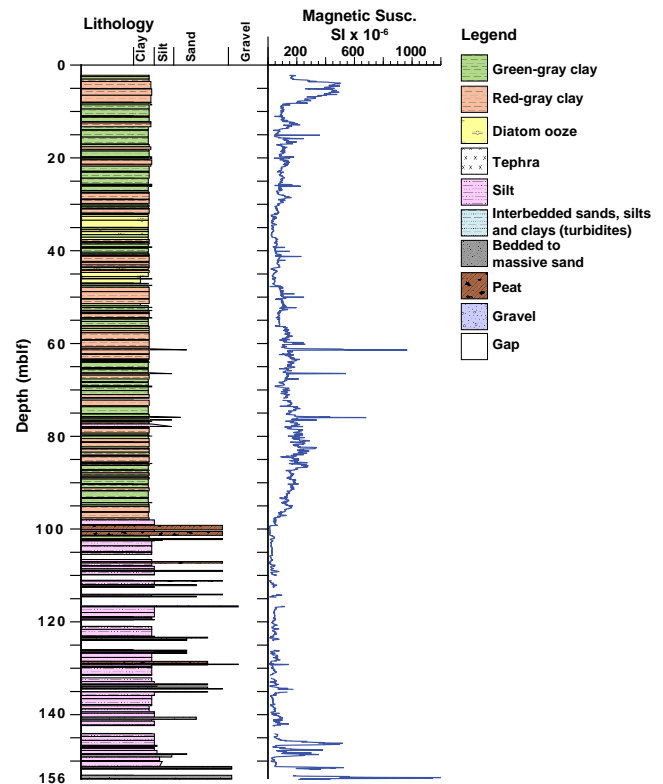 Lithology
Clay
Silt
Sand
Gravel
Magnetic Susc.
SI x 10-6
200 600 1000
Depth (mblf)
0
20
40
60
80
100
120
140
156
Legend
Green-gray clay
Red-gray clay
Diatom ooze
Tephra
Silt
Interbedded sands, silts
and clays (turbidites)
Bedded to
massive sand
Peat
Gravel
Gap